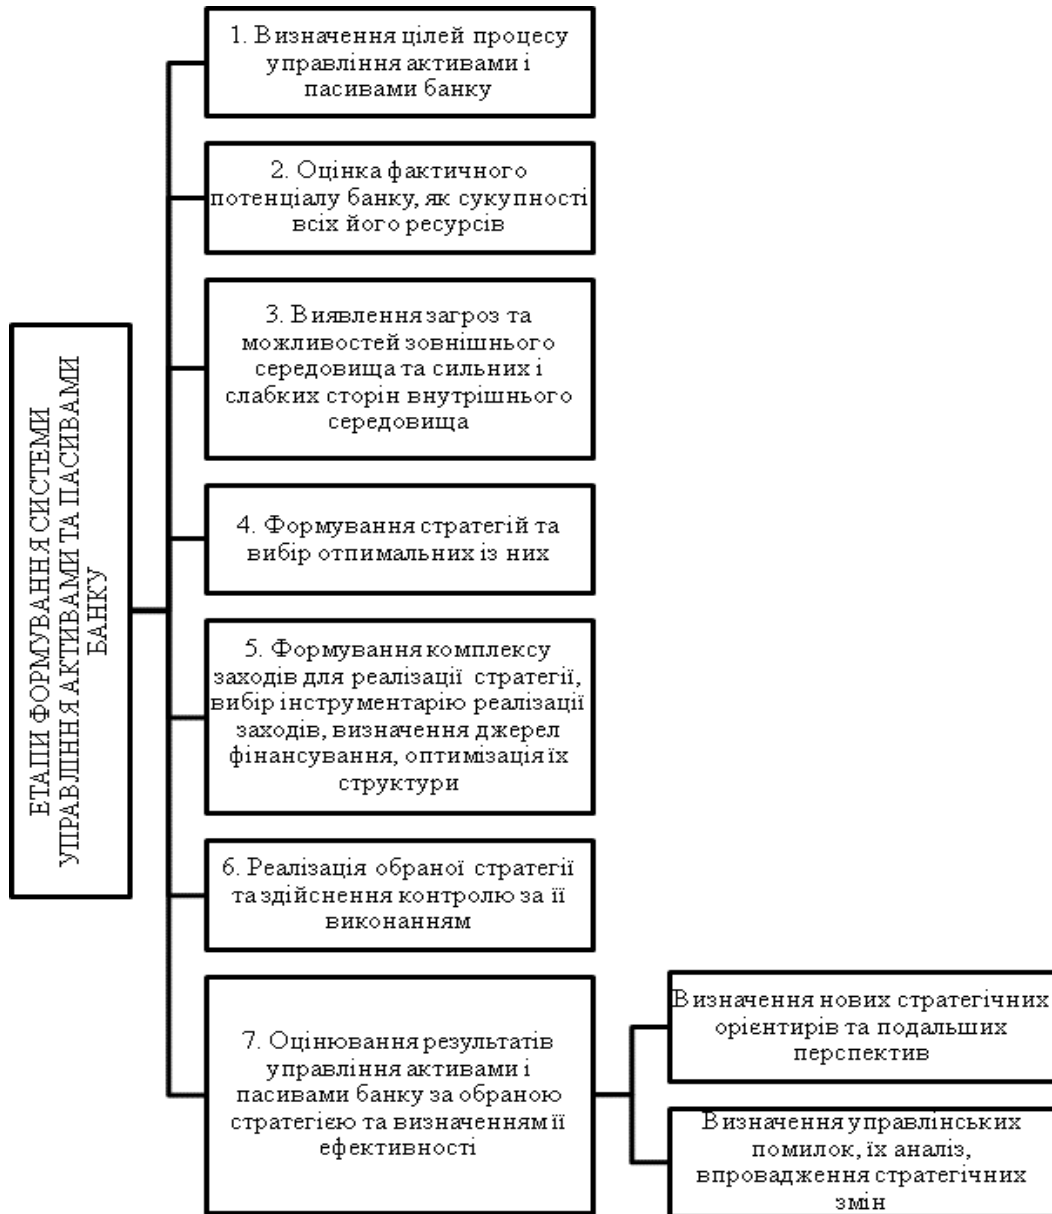 ЕТАПИ ФОРМУВАННЯ СИСТЕМИ
УПРАВЛІННЯ АКТИВАМИ ТА ПАСИВАМИ
БАНКУ
1. Визначення цілей процесу
управління активами і
пасивами банку
2. Оцінка фактичного
потенціалу банку, як сукупності
всіх його ресурсів
3. Виявлення загроз та
можливостей зовнішнього
середовища та сильних і
слабких сторін внутрішнього
середовища
4. Формування стратегій та
вибір отпимальних із них
5. Формування комплексу
заходів для реалізації стратегії,
вибір інструментарію реалізації
заходів, визначення джерел
фінансування, оптимізація їх
структури
6. Реалізація обраної стратегії
та здійснення контролю за її
виконанням
7. Оцінювання результатів
управління активами і
пасивами банку за обраною
стратегією та визначенням її
ефективності
Визначення нових стратегічних
орієнтирів та подальших
перспектив
Визначення управлінських
помилок, їх аналіз,
впровадження стратегічних
змін